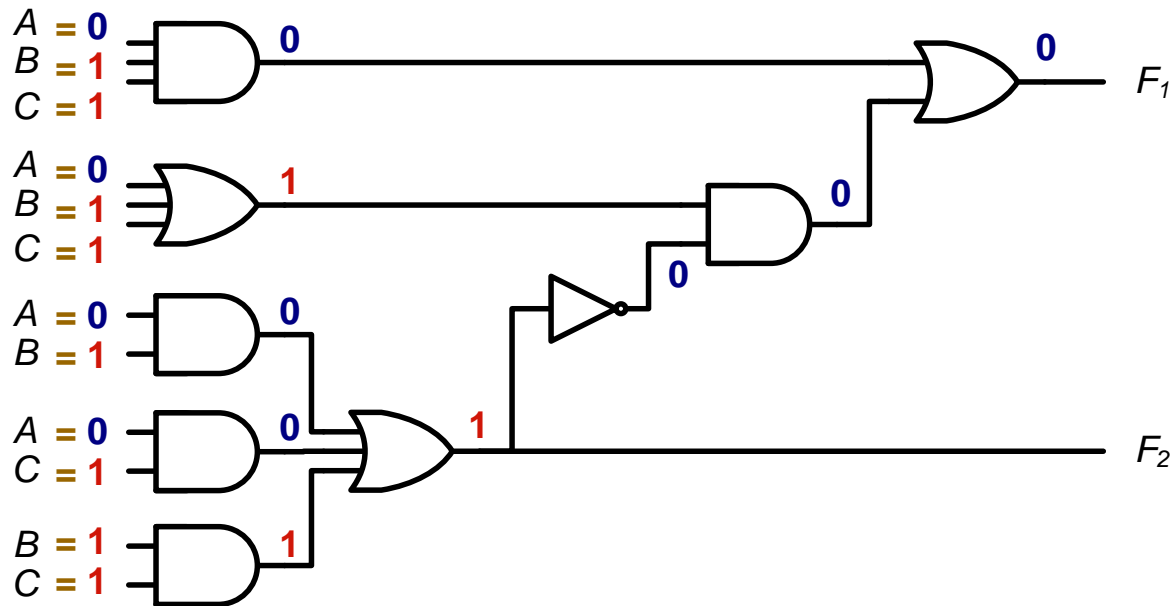 A = 0
0
0
B = 1
F1
C = 1
A = 0
1
B = 1
0
C = 1
0
A = 0
0
B = 1
A = 0
0
1
C = 1
F2
B = 1
1
C = 1